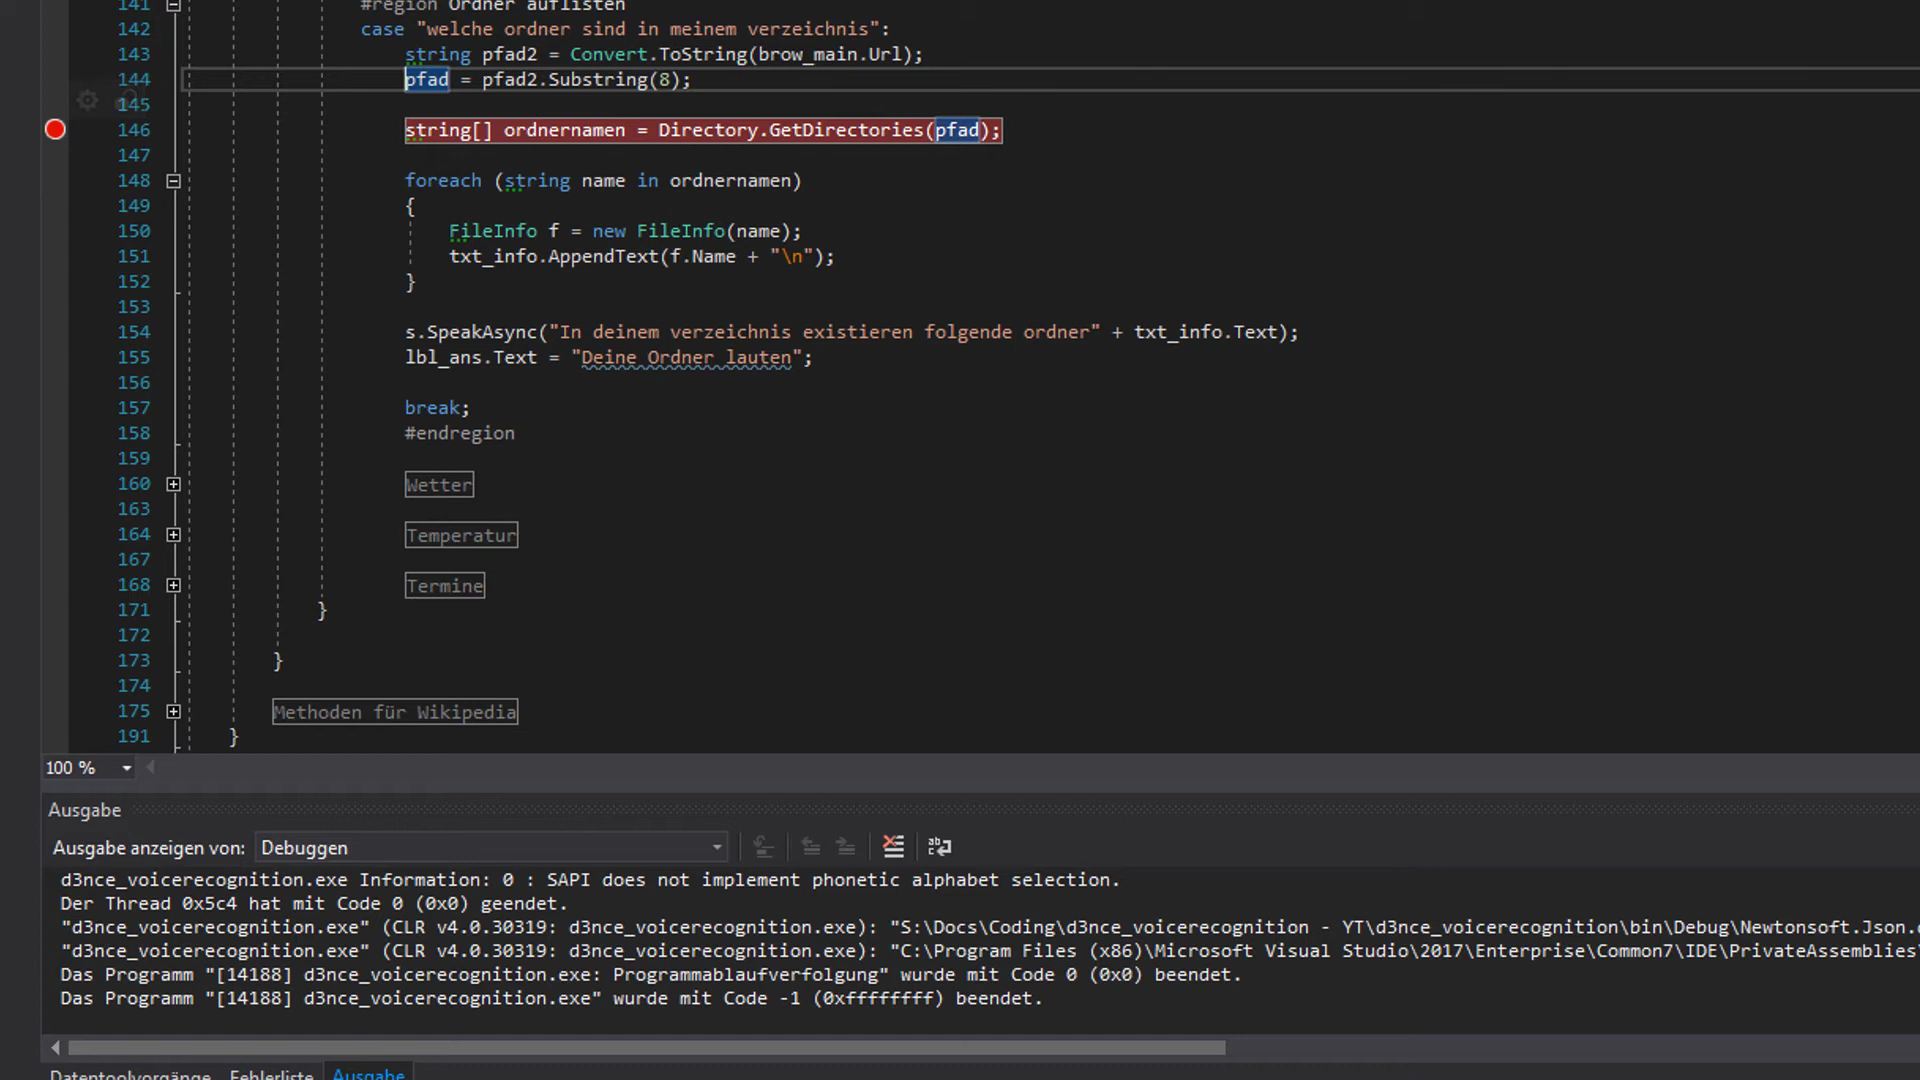 141 #region Ordner auflisten
142 case "welche ordner sind in meinem verzeichnis":
143 string pfad2 = Convert.ToString(brow_main.Url);
144 pfad = pfad2.Substring(8);
145
146 string[] ordnernamen = Directory.GetDirectories(pfad);
147
148 foreach (string name in ordnernamen)
149 {
150 FileInfo f = new FileInfo(name);
151 txt_info.AppendText(f.Name + "\n");
152 }
153
154 s.SpeakAsync("In deinem verzeichnis existieren folgende ordner" + txt_info.Text);
155 lbl_ans.Text = "Deine Ordner lauten";
156
157 break;
158 #endregion
159
160 Wetter
163
164 Temperatur
167
168 Termine
171 }
172
173 }
174
175 Methoden für Wikipedia
191 }
100 %
Ausgabe
Ausgabe anzeigen von: Debuggen
d3nce_voicerecognition.exe Information: 0 : SAPI does not implement phonetic alphabet selection.
Der Thread 0x5c4 hat mit Code 0 (0x0) geendet.
"d3nce_voicerecognition.exe" (CLR v4.0.30319: d3nce_voicerecognition.exe): "S:\Docs\Coding\d3nce_voicerecognition - YT\d3nce_voicerecognition\bin\Debug\Newtonsoft.Json.
"d3nce_voicerecognition.exe" (CLR v4.0.30319: d3nce_voicerecognition.exe): "C:\Program Files (x86)\Microsoft Visual Studio\2017\Enterprise\Common7\IDE\PrivateAssemblies
Das Programm "[14188] d3nce_voicerecognition.exe: Programmablaufverfolgung" wurde mit Code 0 (0x0) beendet.
Das Programm "[14188] d3nce_voicerecognition.exe" wurde mit Code -1 (0xffffffff) beendet.
Datentoolvorgänge Fehlerliste Ausgabe